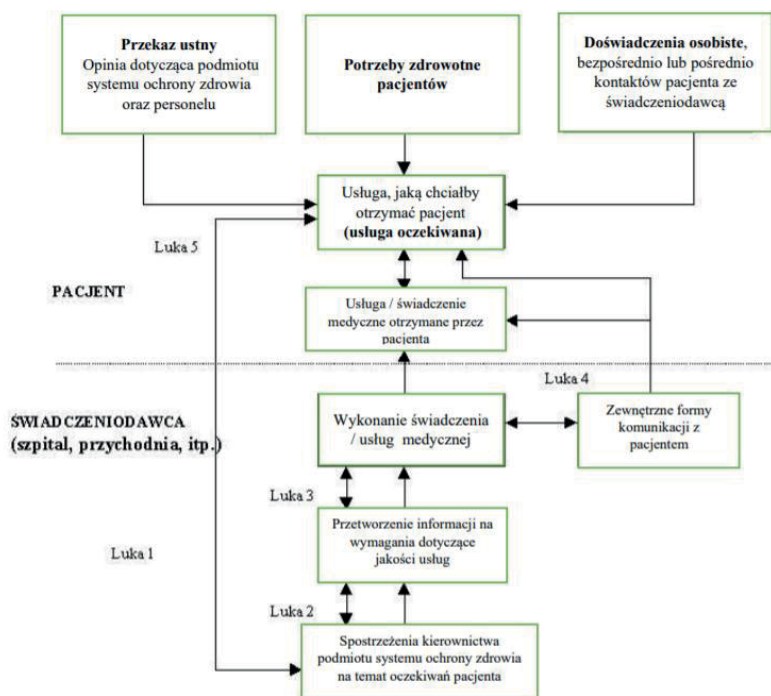 Przekaz ustny
Opinia dotycząca podmiotu
systemu ochrony zdrowia
oraz personelu
Potrzeby zdrowotne
pacjentów
Doświadczenia osobiste,
bezpośrednio lub pośrednio
kontaktów pacjenta ze
świadczeniodawcą
Usługa, jaką chciałby
otrzymać pacjent
(usługa oczekiwana)
Luka 5
PACJENT
Usługa / świadczenie
medyczne otrzymane przez
pacjenta
Luka 4
ŚWIADCZENIODAWCA
(szpital, przychodnia, itp.)
Wykonanie świadczenia
/ usług medycznej
Zewnętrzne formy
komunikacji z
pacjentem
Luka 3
Przetworzenie informacji na
wymagania dotyczące
jakości usług
Luka 1
Luka 2
Spostrzeżenia kierownictwa
podmiotu systemu ochrony zdrowia
na temat oczekiwań pacjenta